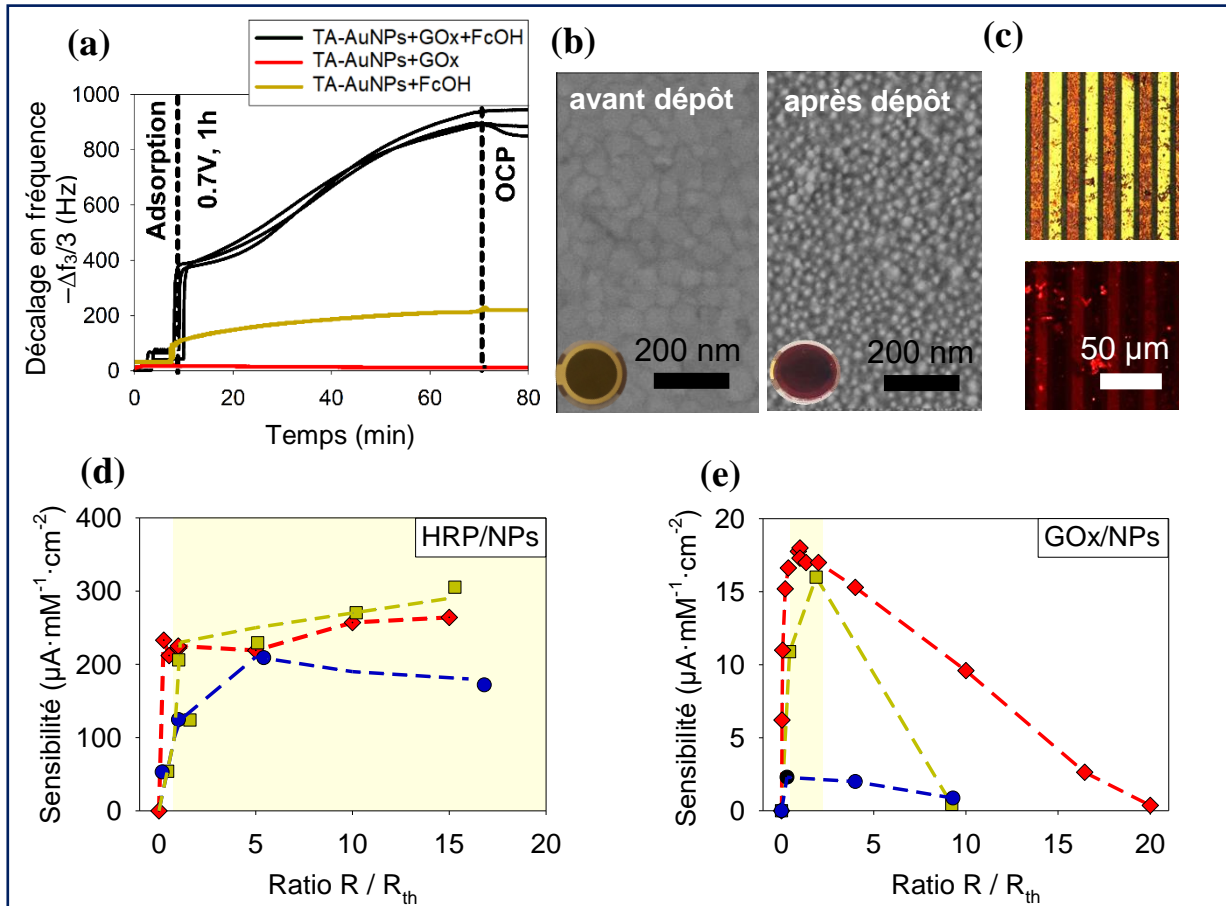 (a)
TA-AuNPs+GOx+FcOH
TA-AuNPs+GOx
TA-AuNPs+FcOH
Décalage en fréquence
−Δf₃/3 (Hz)
1000
800
600
400
200
0
Adsorption
0.7V, 1h
OCP
0 20 40 60 80
Temps (min)
(b)
avant dépôt
200 nm
après dépôt
200 nm
(c)
50 µm
(d)
HRP/NPs
Sensibilité (µA·mM⁻¹·cm⁻²)
400
300
200
100
0
0 5 10 15 20
Ratio R / Rth
(e)
GOx/NPs
Sensibilité (µA·mM⁻¹·cm⁻²)
20
15
10
5
0
0 5 10 15 20
Ratio R / Rth